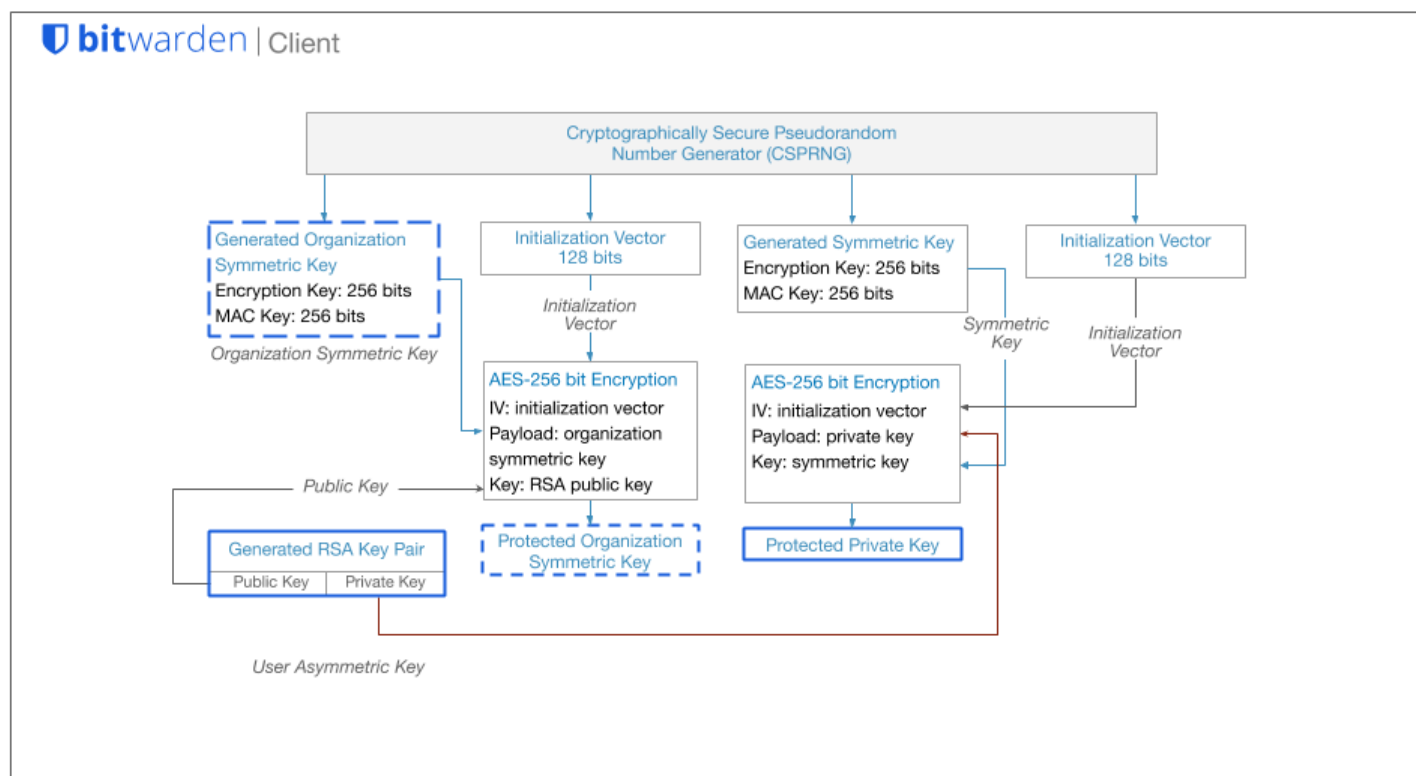 bitwarden | Client
Cryptographically Secure Pseudorandom
Number Generator (CSPRNG)
Generated Organization
Symmetric Key
Encryption Key: 256 bits
MAC Key: 256 bits
Organization Symmetric Key
Initialization Vector
128 bits
Initialization
Vector
Generated Symmetric Key
Encryption Key: 256 bits
MAC Key: 256 bits
Symmetric
Key
Initialization Vector
128 bits
Initialization
Vector
AES-256 bit Encryption
IV: initialization vector
Payload: organization
symmetric key
Key: RSA public key
AES-256 bit Encryption
IV: initialization vector
Payload: private key
Key: symmetric key
Public Key
Generated RSA Key Pair
Public Key
Private Key
Protected Organization
Symmetric Key
Protected Private Key
User Asymmetric Key